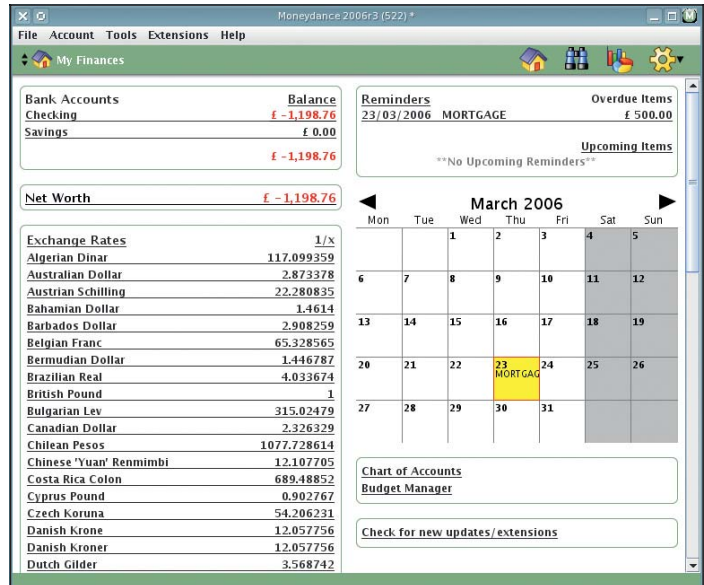 Moneydance 2006r3 (522) *
File Account Tools Extensions Help
My Finances
Bank Accounts Balance
Checking £ -1,198.76
Savings £ 0.00
£ -1,198.76
Net Worth £ -1,198.76
Exchange Rates 1/x
Algerian Dinar 117.099359
Australian Dollar 2.873378
Austrian Schilling 22.280835
Bahamian Dollar 1.4614
Barbados Dollar 2.908259
Belgian Franc 65.328565
Bermudian Dollar 1.446787
Brazilian Real 4.033674
British Pound 1
Bulgarian Lev 315.02479
Canadian Dollar 2.326329
Chilean Pesos 1077.728614
Chinese 'Yuan' Renmimbi 12.107705
Costa Rica Colon 689.48852
Cyprus Pound 0.902767
Czech Koruna 54.206231
Danish Krone 12.057756
Danish Kroner 12.057756
Dutch Gilder 3.568742
Reminders Overdue Items
23/03/2006 MORTGAGE £ 500.00
Upcoming Items
**No Upcoming Reminders**
March 2006
Mon Tue Wed Thu Fri Sat Sun
1 2 3 4 5
6 7 8 9 10 11 12
13 14 15 16 17 18 19
20 21 22 23 24 25 26
MORTGAG
27 28 29 30 31
Chart of Accounts
Budget Manager
Check for new updates/extensions